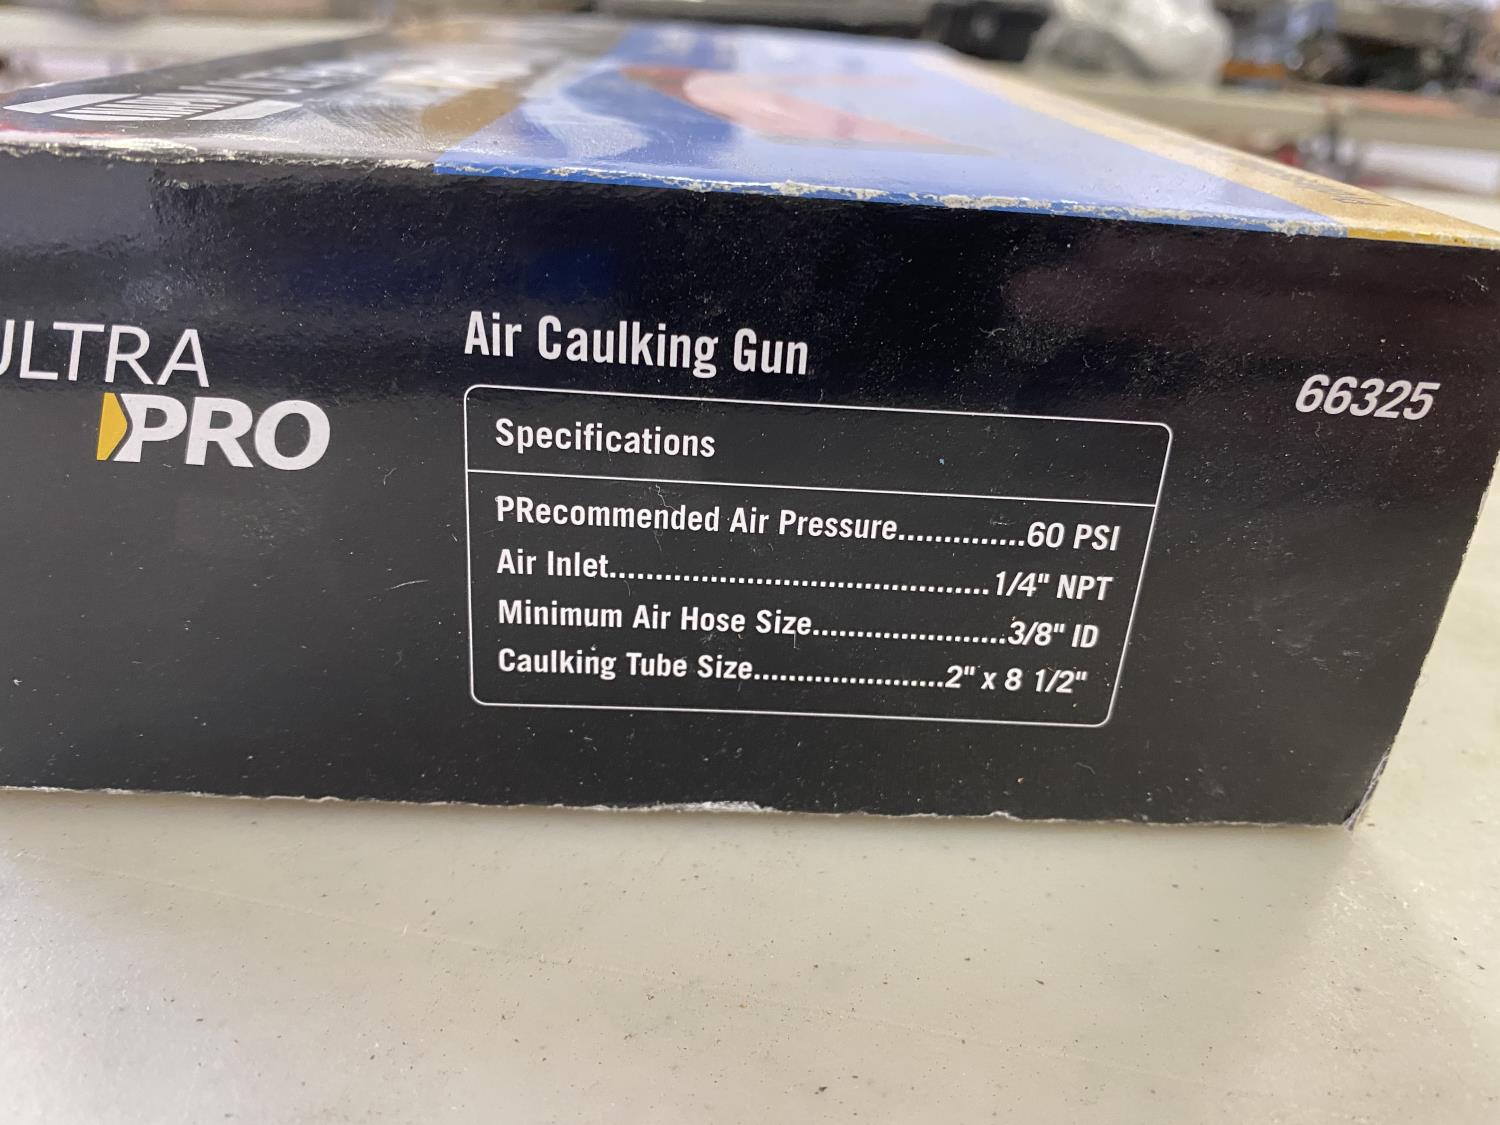 ULTRA
PRO
Air Caulking Gun
66325
Specifications
PRecommended Air Pressure..............60 PSI
Air Inlet..........................................1/4" NPT
Minimum Air Hose Size......................3/8" ID
Caulking Tube Size......................2" x 8 1/2"